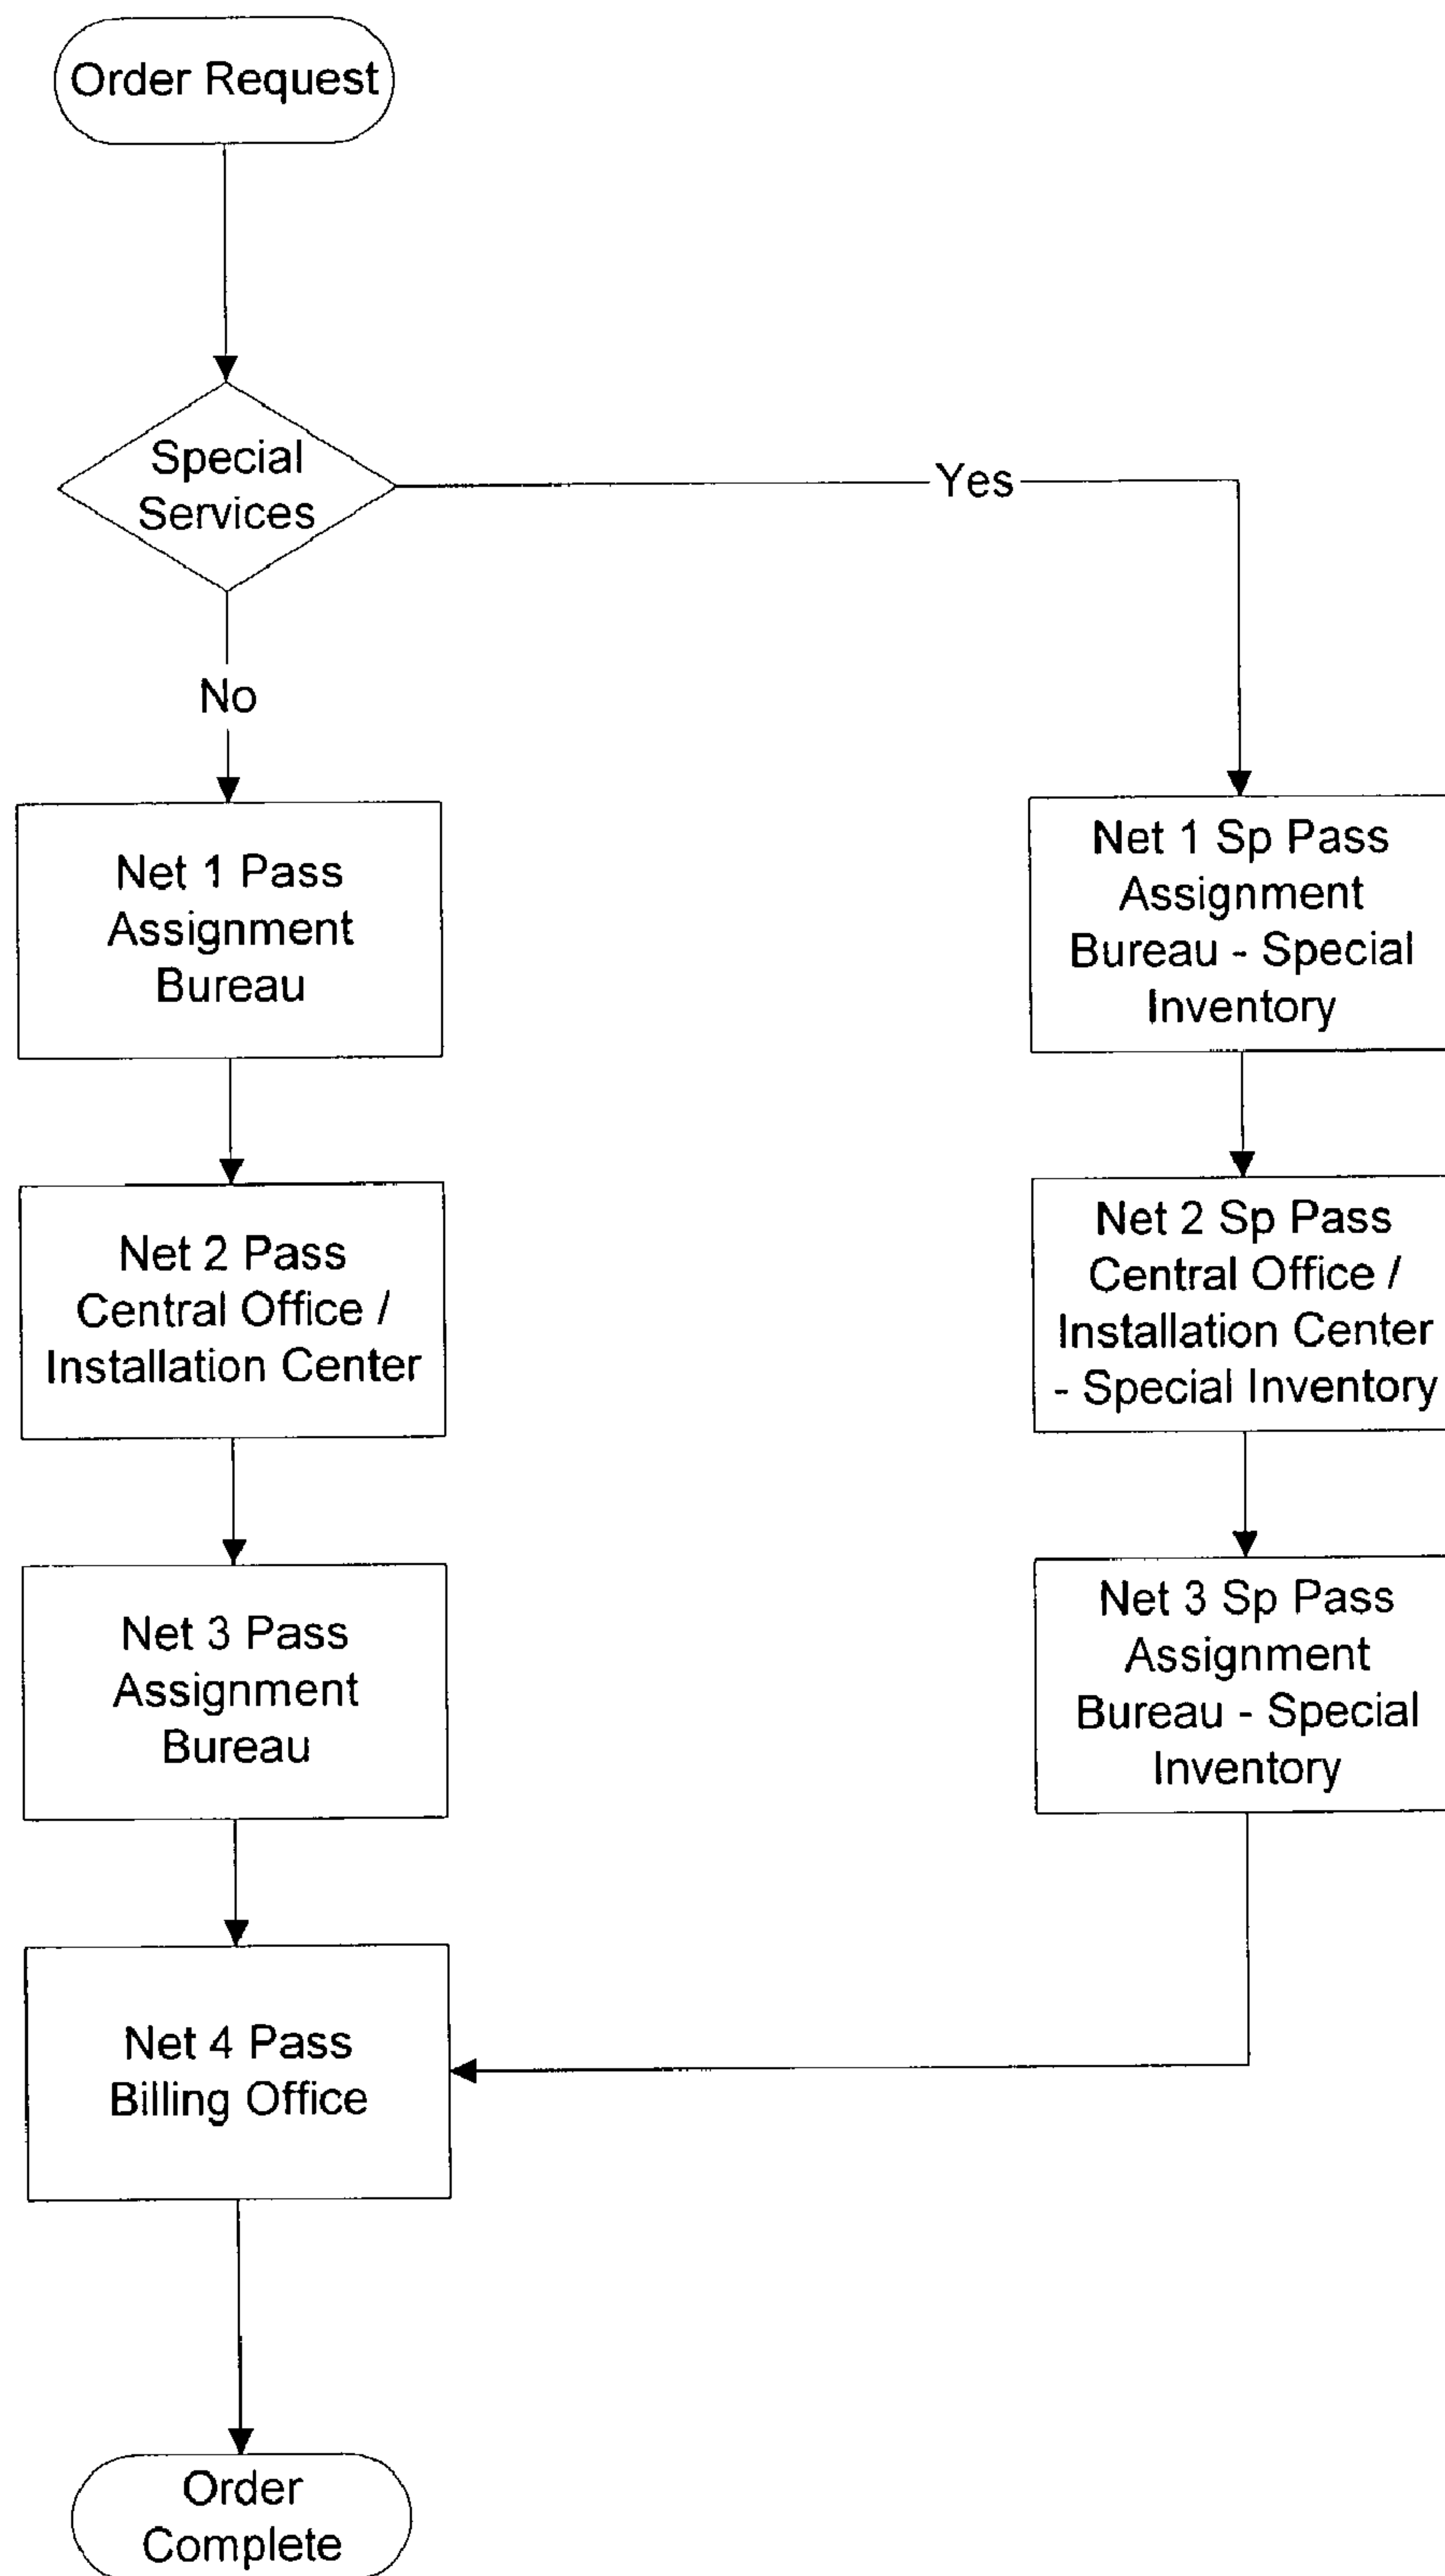 Order Request
Special
Services
Yes
No
Net 1 Pass
Assignment
Bureau
Net 1 Sp Pass
Assignment
Bureau - Special
Inventory
Net 2 Pass
Central Office /
Installation Center
Net 2 Sp Pass
Central Office /
Installation Center
- Special Inventory
Net 3 Pass
Assignment
Bureau
Net 3 Sp Pass
Assignment
Bureau - Special
Inventory
Net 4 Pass
Billing Office
Order
Complete